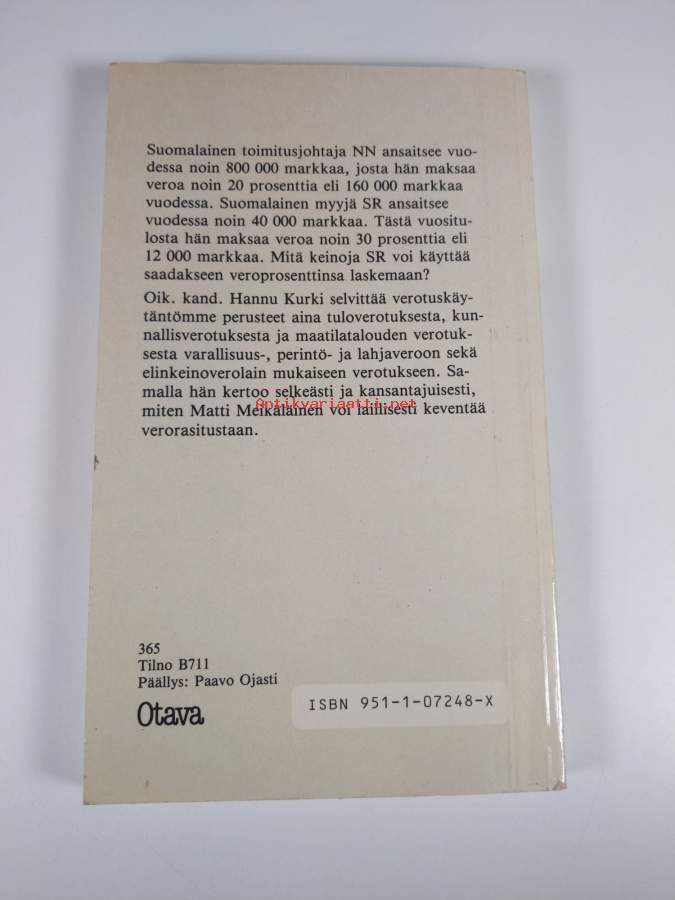 Suomalainen toimitusjohtaja NN ansaitsee vuo-
dessa noin 800 000 markkaa, josta hän maksaa
veroa noin 20 prosenttia eli 160 000 markkaa
vuodessa. Suomalainen myyjä SR ansaitsee
vuodessa noin 40 000 markkaa. Tästä vuositu-
losta hän maksaa veroa noin 30 prosenttia eli
12 000 markkaa. Mitä keinoja SR voi käyttää
saadakseen veroprosenttinsa laskemaan?
Oik. kand. Hannu Kurki selvittää verotuskäy-
täntömme perusteet aina tuloverotuksesta, kun-
nallisverotuksesta ja maatilatalouden verotuk-
sesta varallisuus-, perintö- ja lahjaveroon sekä
elinkeinoverolain mukaiseen verotukseen. Sa-
malla hän kertoo selkeästi ja kansantajuisesti,
Antikvariaatti.net
miten Matti Meikäläinen voi laillisesti keventää
verorasitustaan.
365
Tilno B711
Päällys: Paavo Ojasti
Otava
ISBN 951-1-07248-X